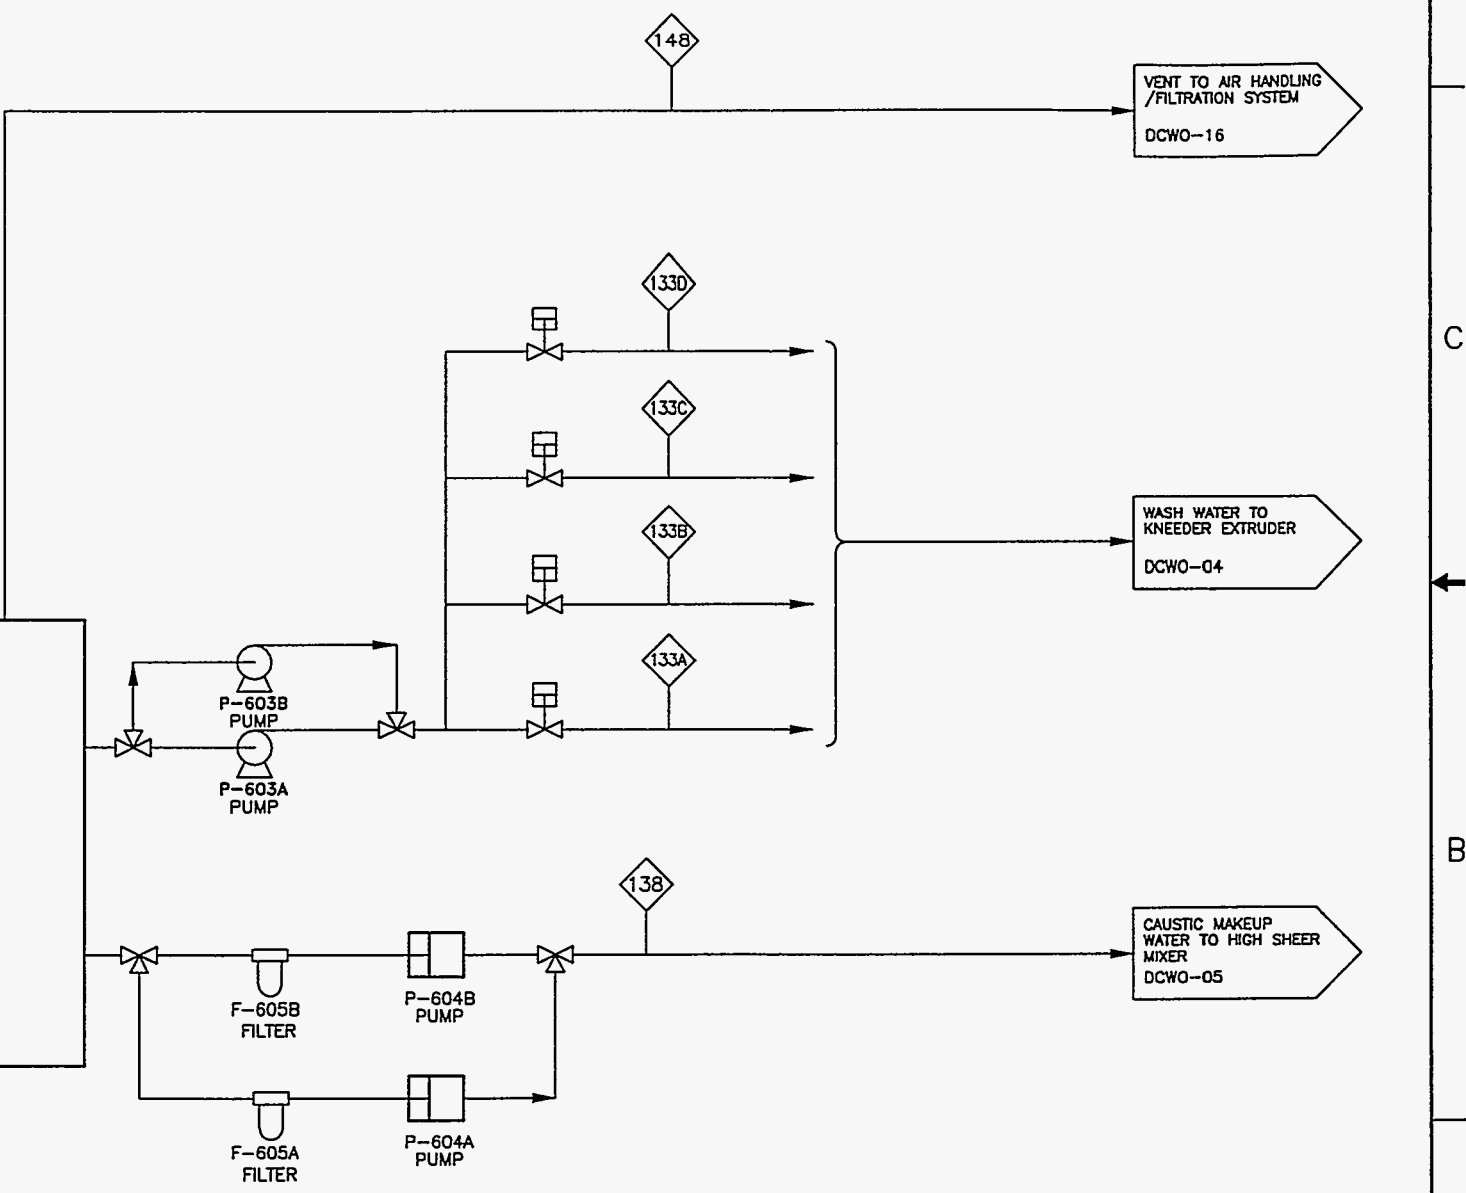 148
VENT TO AIR HANDLING
/FILTRATION SYSTEM
DCWO-16
133D
C
133C
WASH WATER TO
KNEEDER EXTRUDER
DCWO-04
133B
133A
P-603B
PUMP
P-603A
PUMP
B
138
CAUSTIC MAKEUP
WATER TO HIGH SHEER
MIXER
DCWO-05
F-605B
FILTER
P-604B
PUMP
F-605A
FILTER
P-604A
PUMP